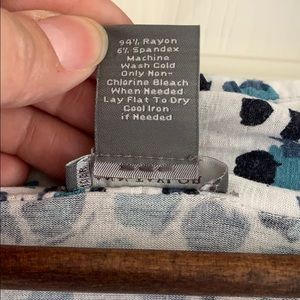 94% Rayon
6% Spandex
Machine
Wash Cold
Only Non-
Chlorine Bleach
When Needed
Lay Flat To Dry
Cool Iron
if Needed